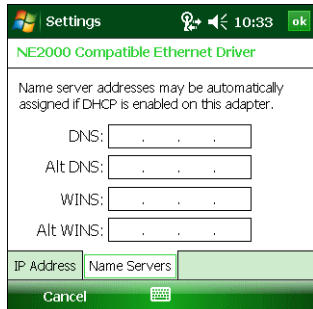 Settings 10:33 ok
NE2000 Compatible Ethernet Driver
Name server addresses may be automatically
assigned if DHCP is enabled on this adapter.
DNS: . . .
Alt DNS: . . .
WINS: . . .
Alt WINS: . . .
IP Address Name Servers
Cancel